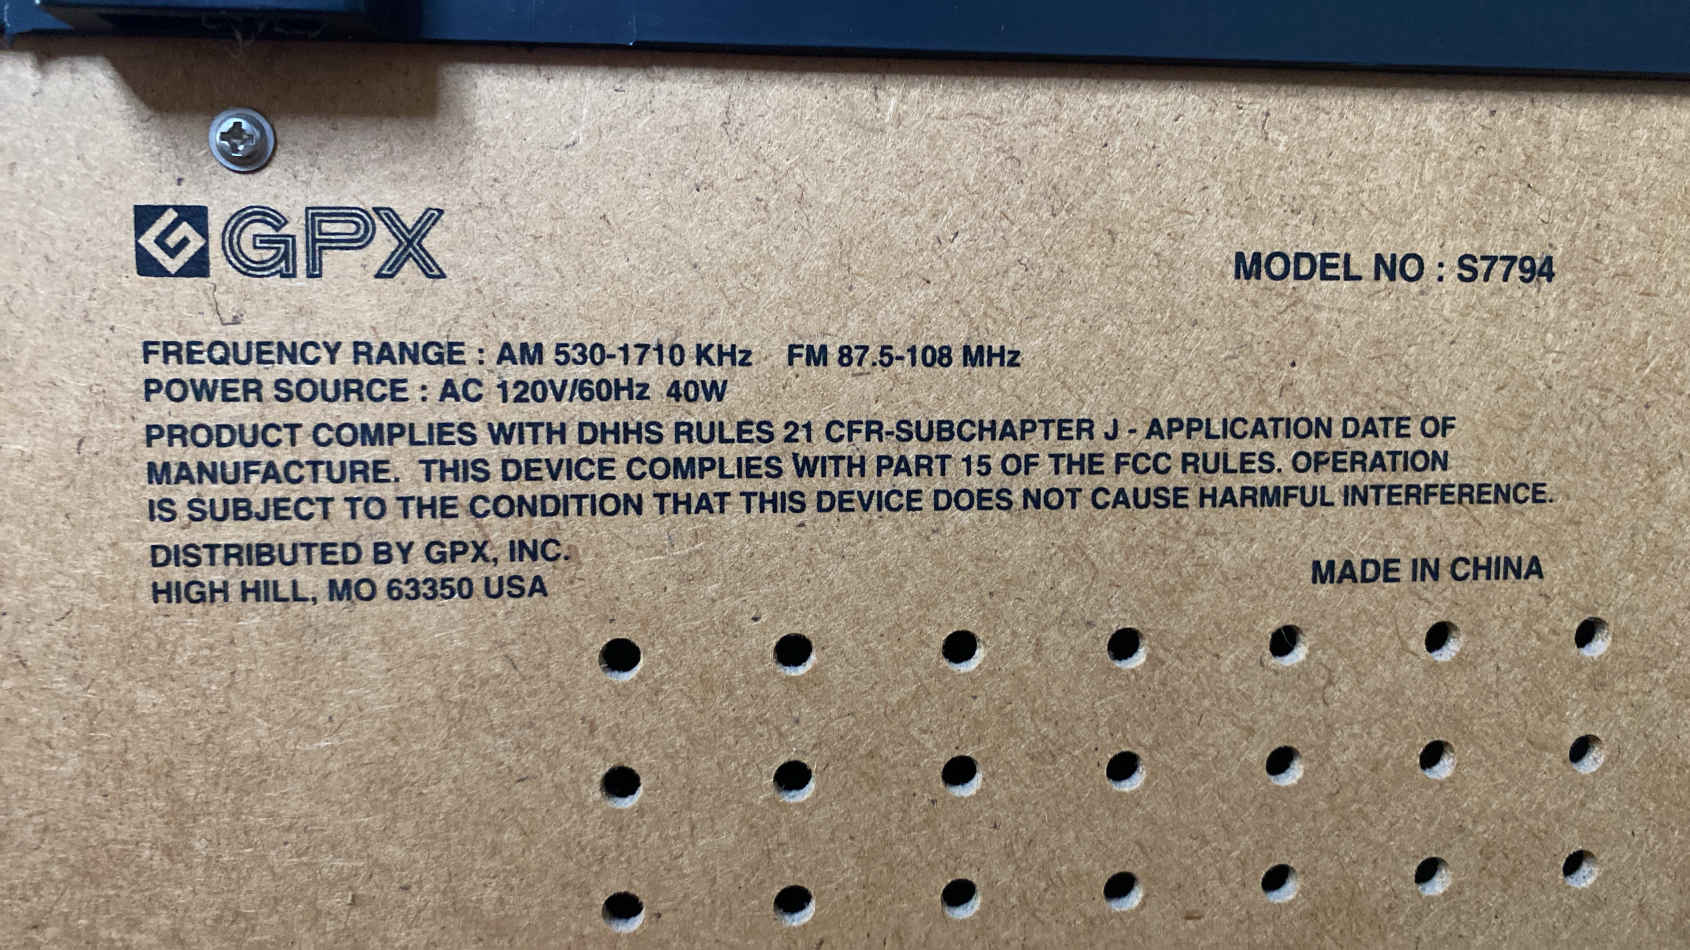 GPX
MODEL NO : S7794
FREQUENCY RANGE : AM 530-1710 KHz FM 87.5-108 MHz
POWER SOURCE : AC 120V/60Hz 40W
PRODUCT COMPLIES WITH DHHS RULES 21 CFR-SUBCHAPTER J - APPLICATION DATE OF
MANUFACTURE. THIS DEVICE COMPLIES WITH PART 15 OF THE FCC RULES. OPERATION
IS SUBJECT TO THE CONDITION THAT THIS DEVICE DOES NOT CAUSE HARMFUL INTERFERENCE.
DISTRIBUTED BY GPX, INC.
HIGH HILL, MO 63350 USA
MADE IN CHINA